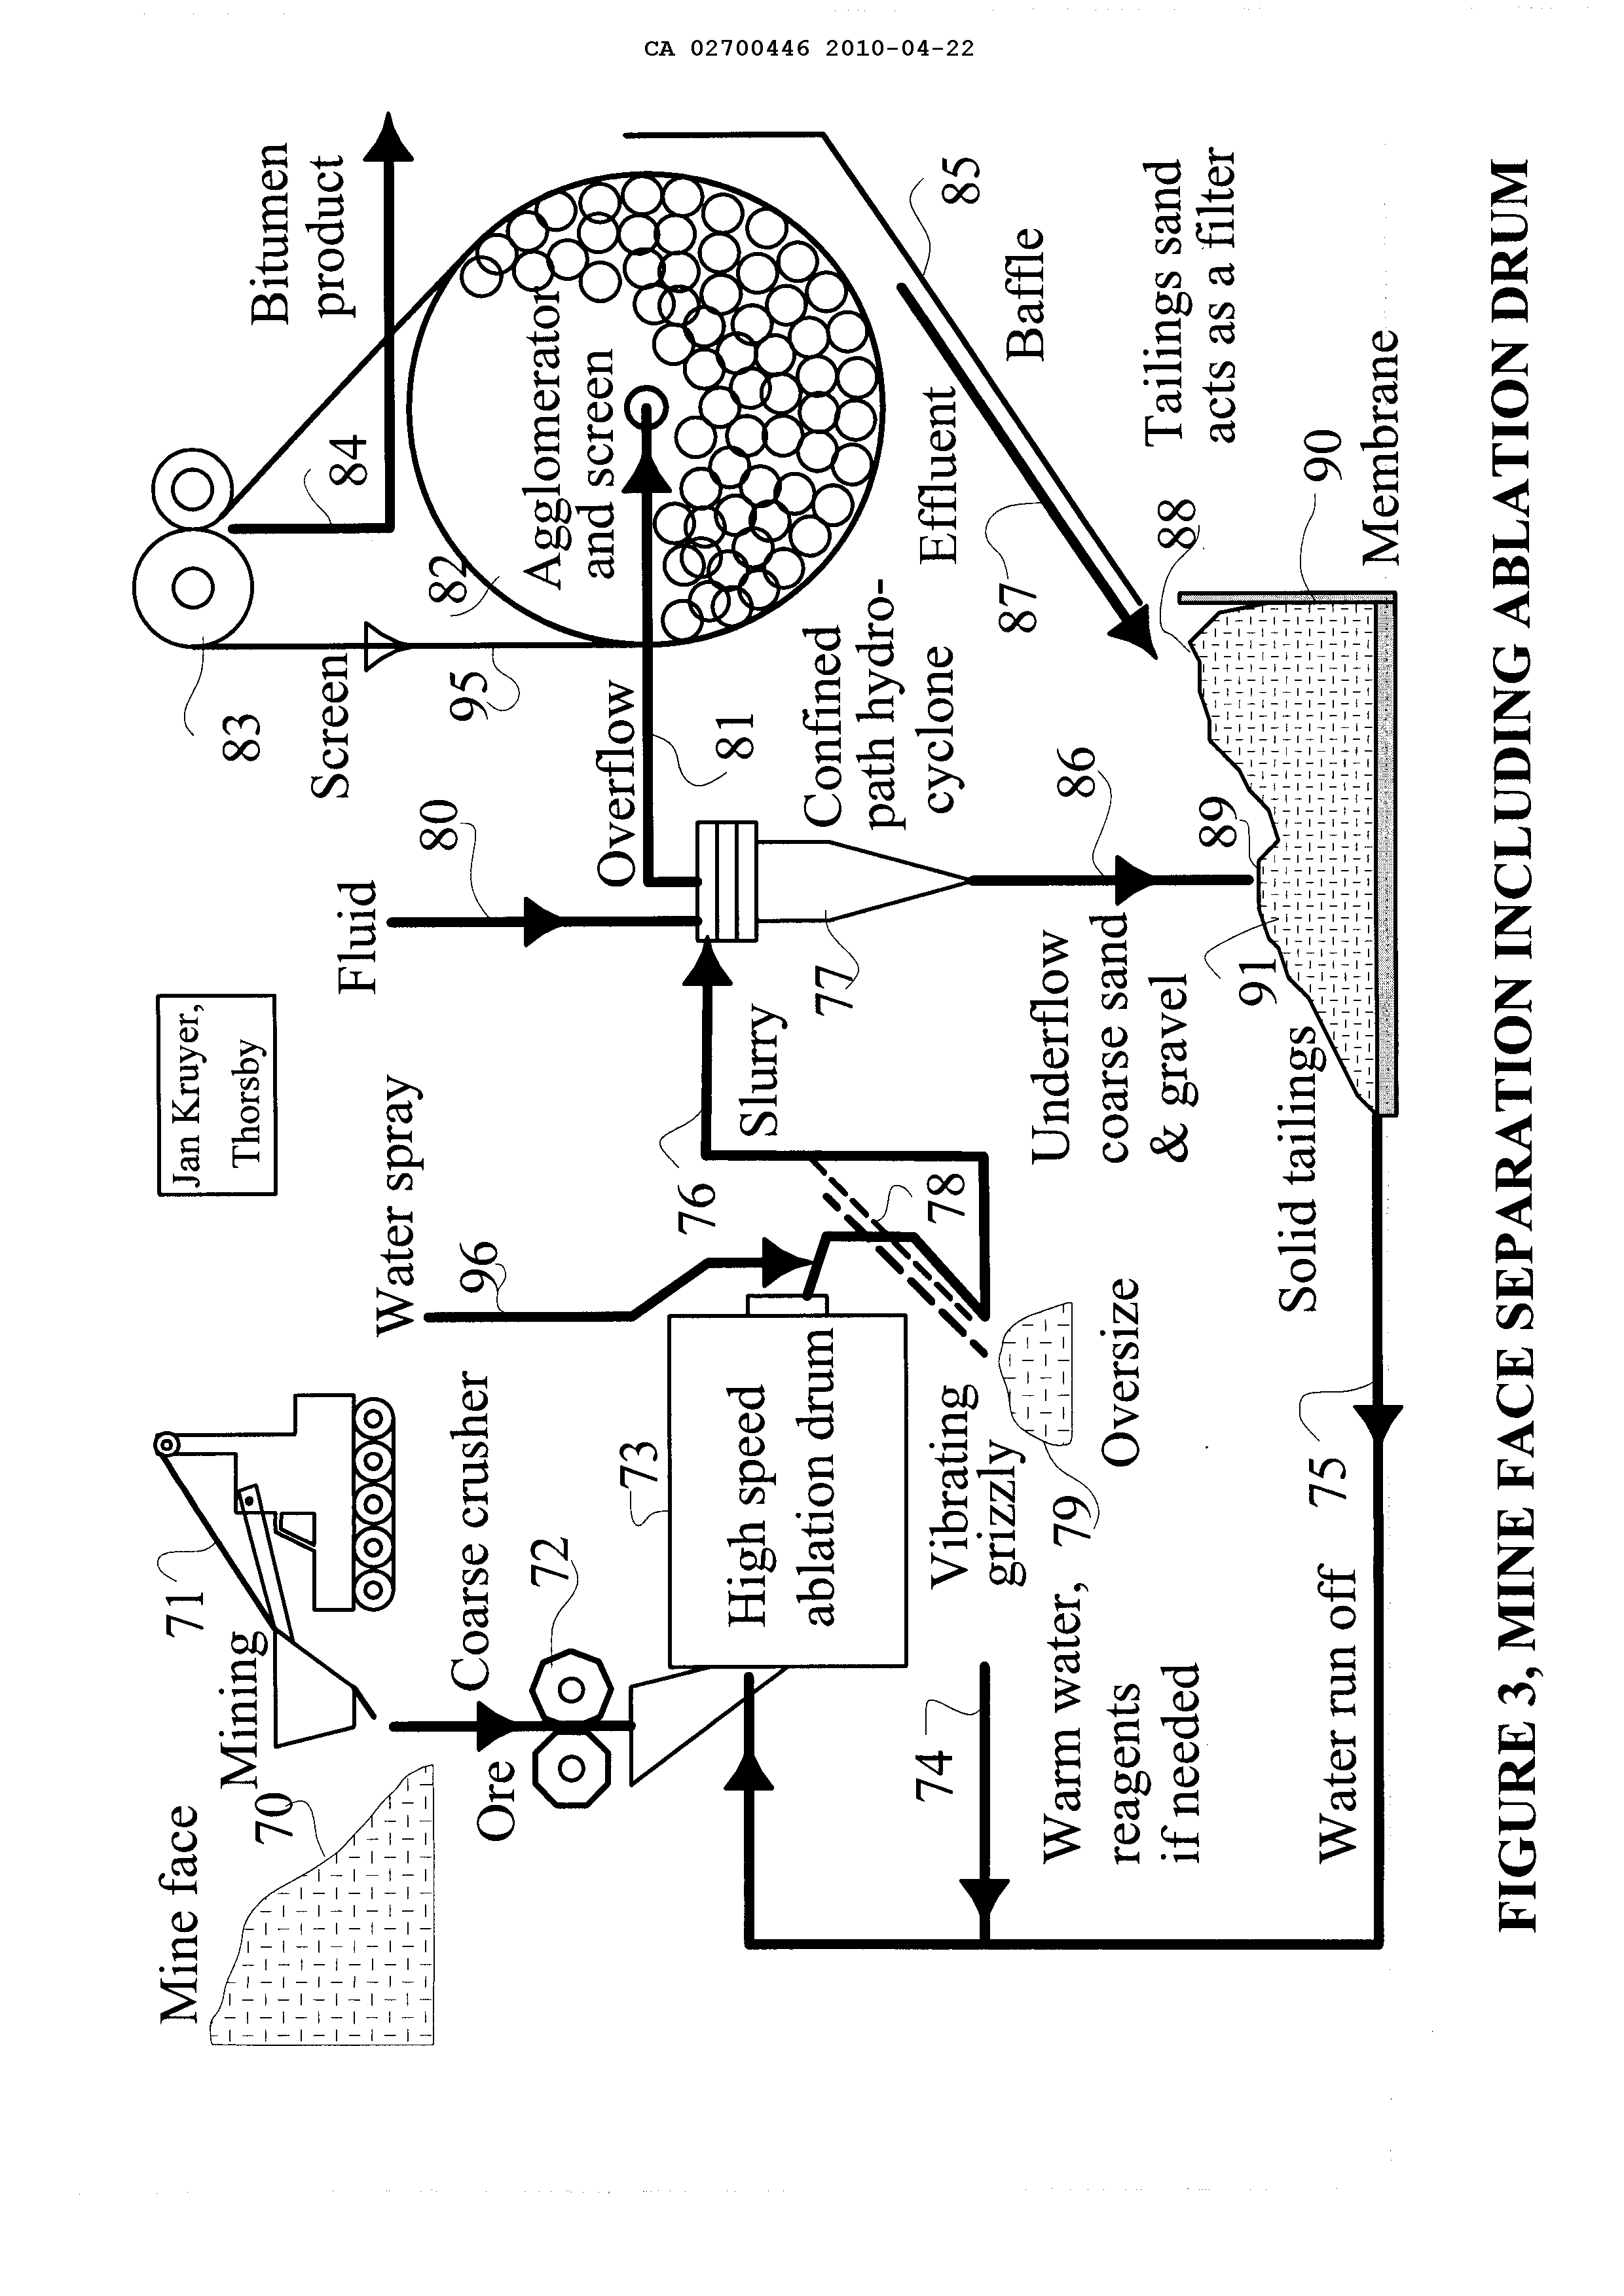 CA 02700446 2010-04-22
Mine face
70
Mining
71
Jan Kruyer,
Thorsby
Ore
Coarse crusher
72
Water spray
96
Fluid
80
Screen
83
95
84
Bitumen
product
82
Agglomerator
and screen
73
High speed
ablation drum
76
Slurry
77
Overflow
81
Confined
path hydro-
cyclone
Effluent
87
Baffle
85
74
Warm water,
reagents
if needed
Vibrating
grizzly
78
79
Oversize
Underflow
coarse sand
& gravel
86
89
88
Tailings sand
acts as a filter
90
Membrane
91
Solid tailings
75
Water run off
FIGURE 3, MINE FACE SEPARATION INCLUDING ABLATION DRUM